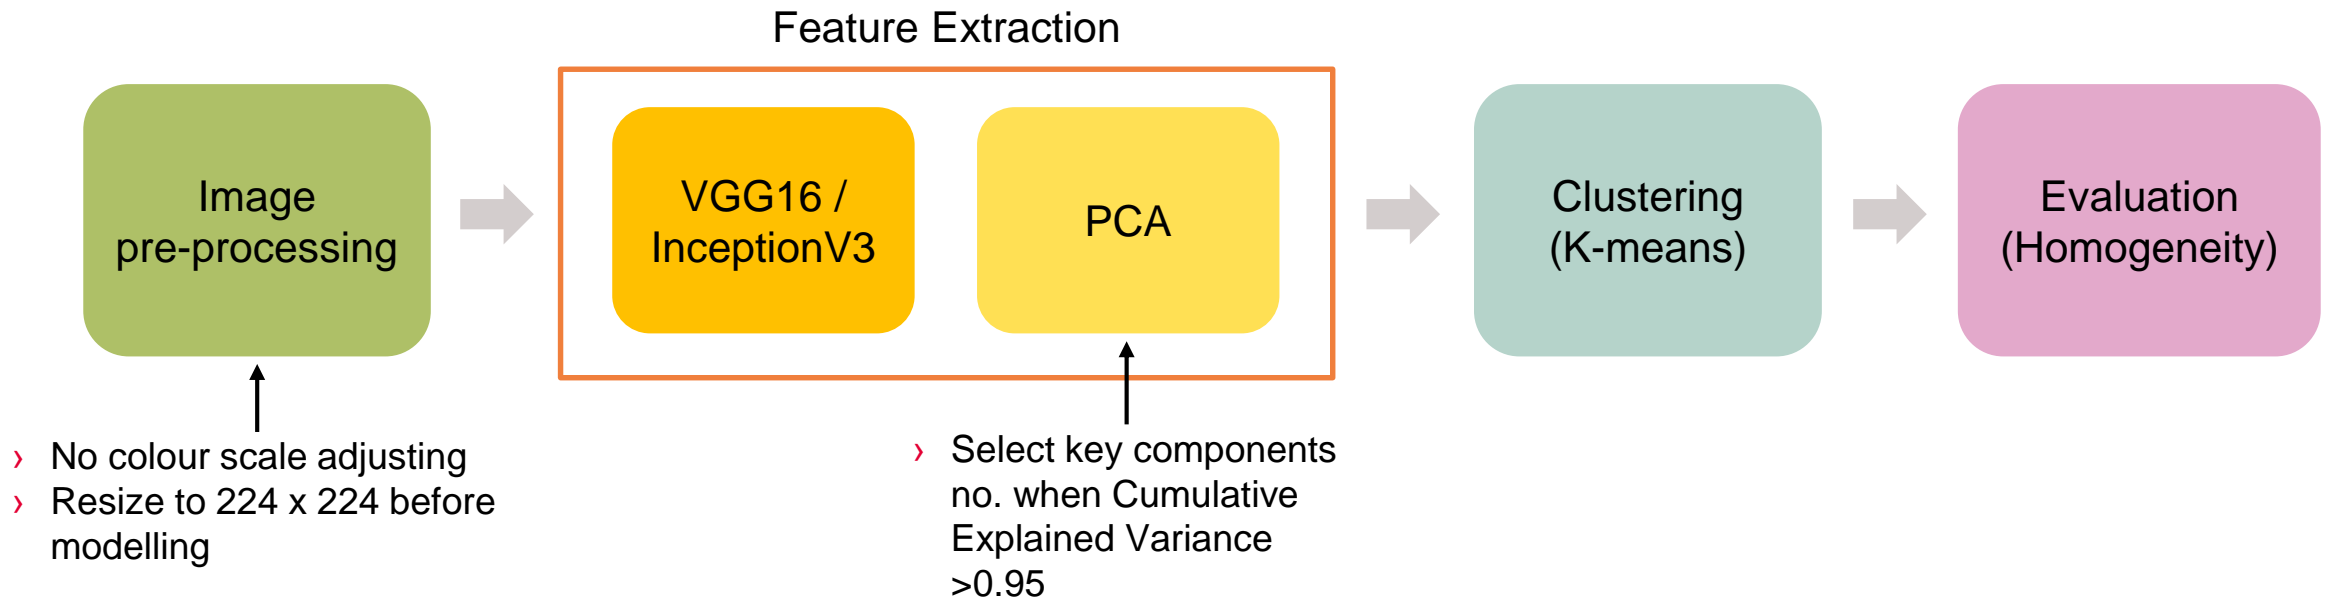 Feature Extraction
Image
pre-processing
VGG16 /
InceptionV3
PCA
Clustering
(K-means)
Evaluation
(Homogeneity)
› No colour scale adjusting
› Resize to 224 x 224 before
modelling
› Select key components
no. when Cumulative
Explained Variance
>0.95